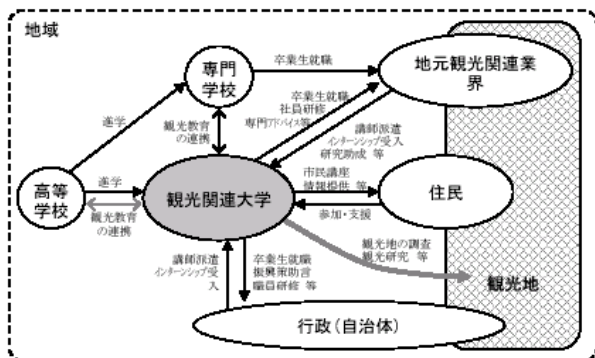 地域
専門
学校
卒業生就職
地元観光関連業
界
進学
観光教育
の連携
卒業生就職
社員研修
専門アドバイス等
講師派遣
インターンシップ受入
研究助成 等
高等
学校
進学
観光教育
の連携
観光関連大学
市民講座
情報提供 等
参加・支援
住民
講師派遣
インターンシップ受
入
卒業生就職
振興策助言
職員研修 等
観光地の調査
観光研究 等
観光地
行政(自治体)